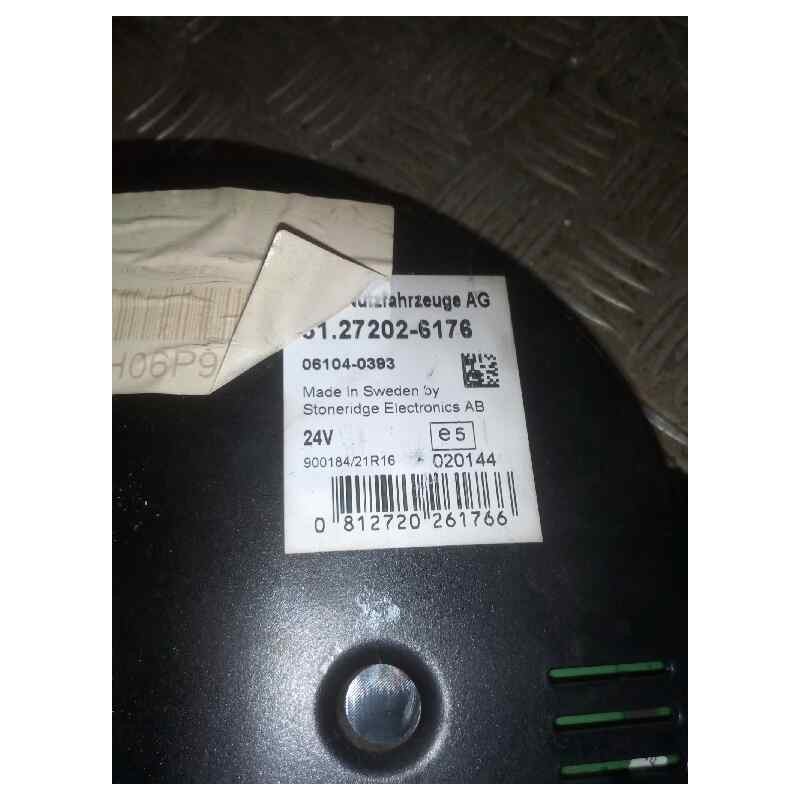 Nutzfahrzeuge AG
81.27202-6176
06104-0393
Made In Sweden by
Stoneridge Electronics AB
24V e5
900184/21R16 020144
0 812720 261766
H06P9